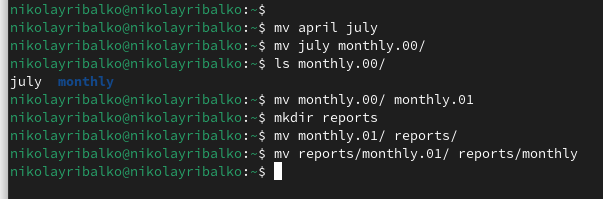 nikolayribalko@nikolayribalko:~$
nikolayribalko@nikolayribalko:~$ mv april july
nikolayribalko@nikolayribalko:~$ mv july monthly.00/
nikolayribalko@nikolayribalko:~$ ls monthly.00/
july  monthly
nikolayribalko@nikolayribalko:~$ mv monthly.00/ monthly.01
nikolayribalko@nikolayribalko:~$ mkdir reports
nikolayribalko@nikolayribalko:~$ mv monthly.01/ reports/
nikolayribalko@nikolayribalko:~$ mv reports/monthly.01/ reports/monthly
nikolayribalko@nikolayribalko:~$